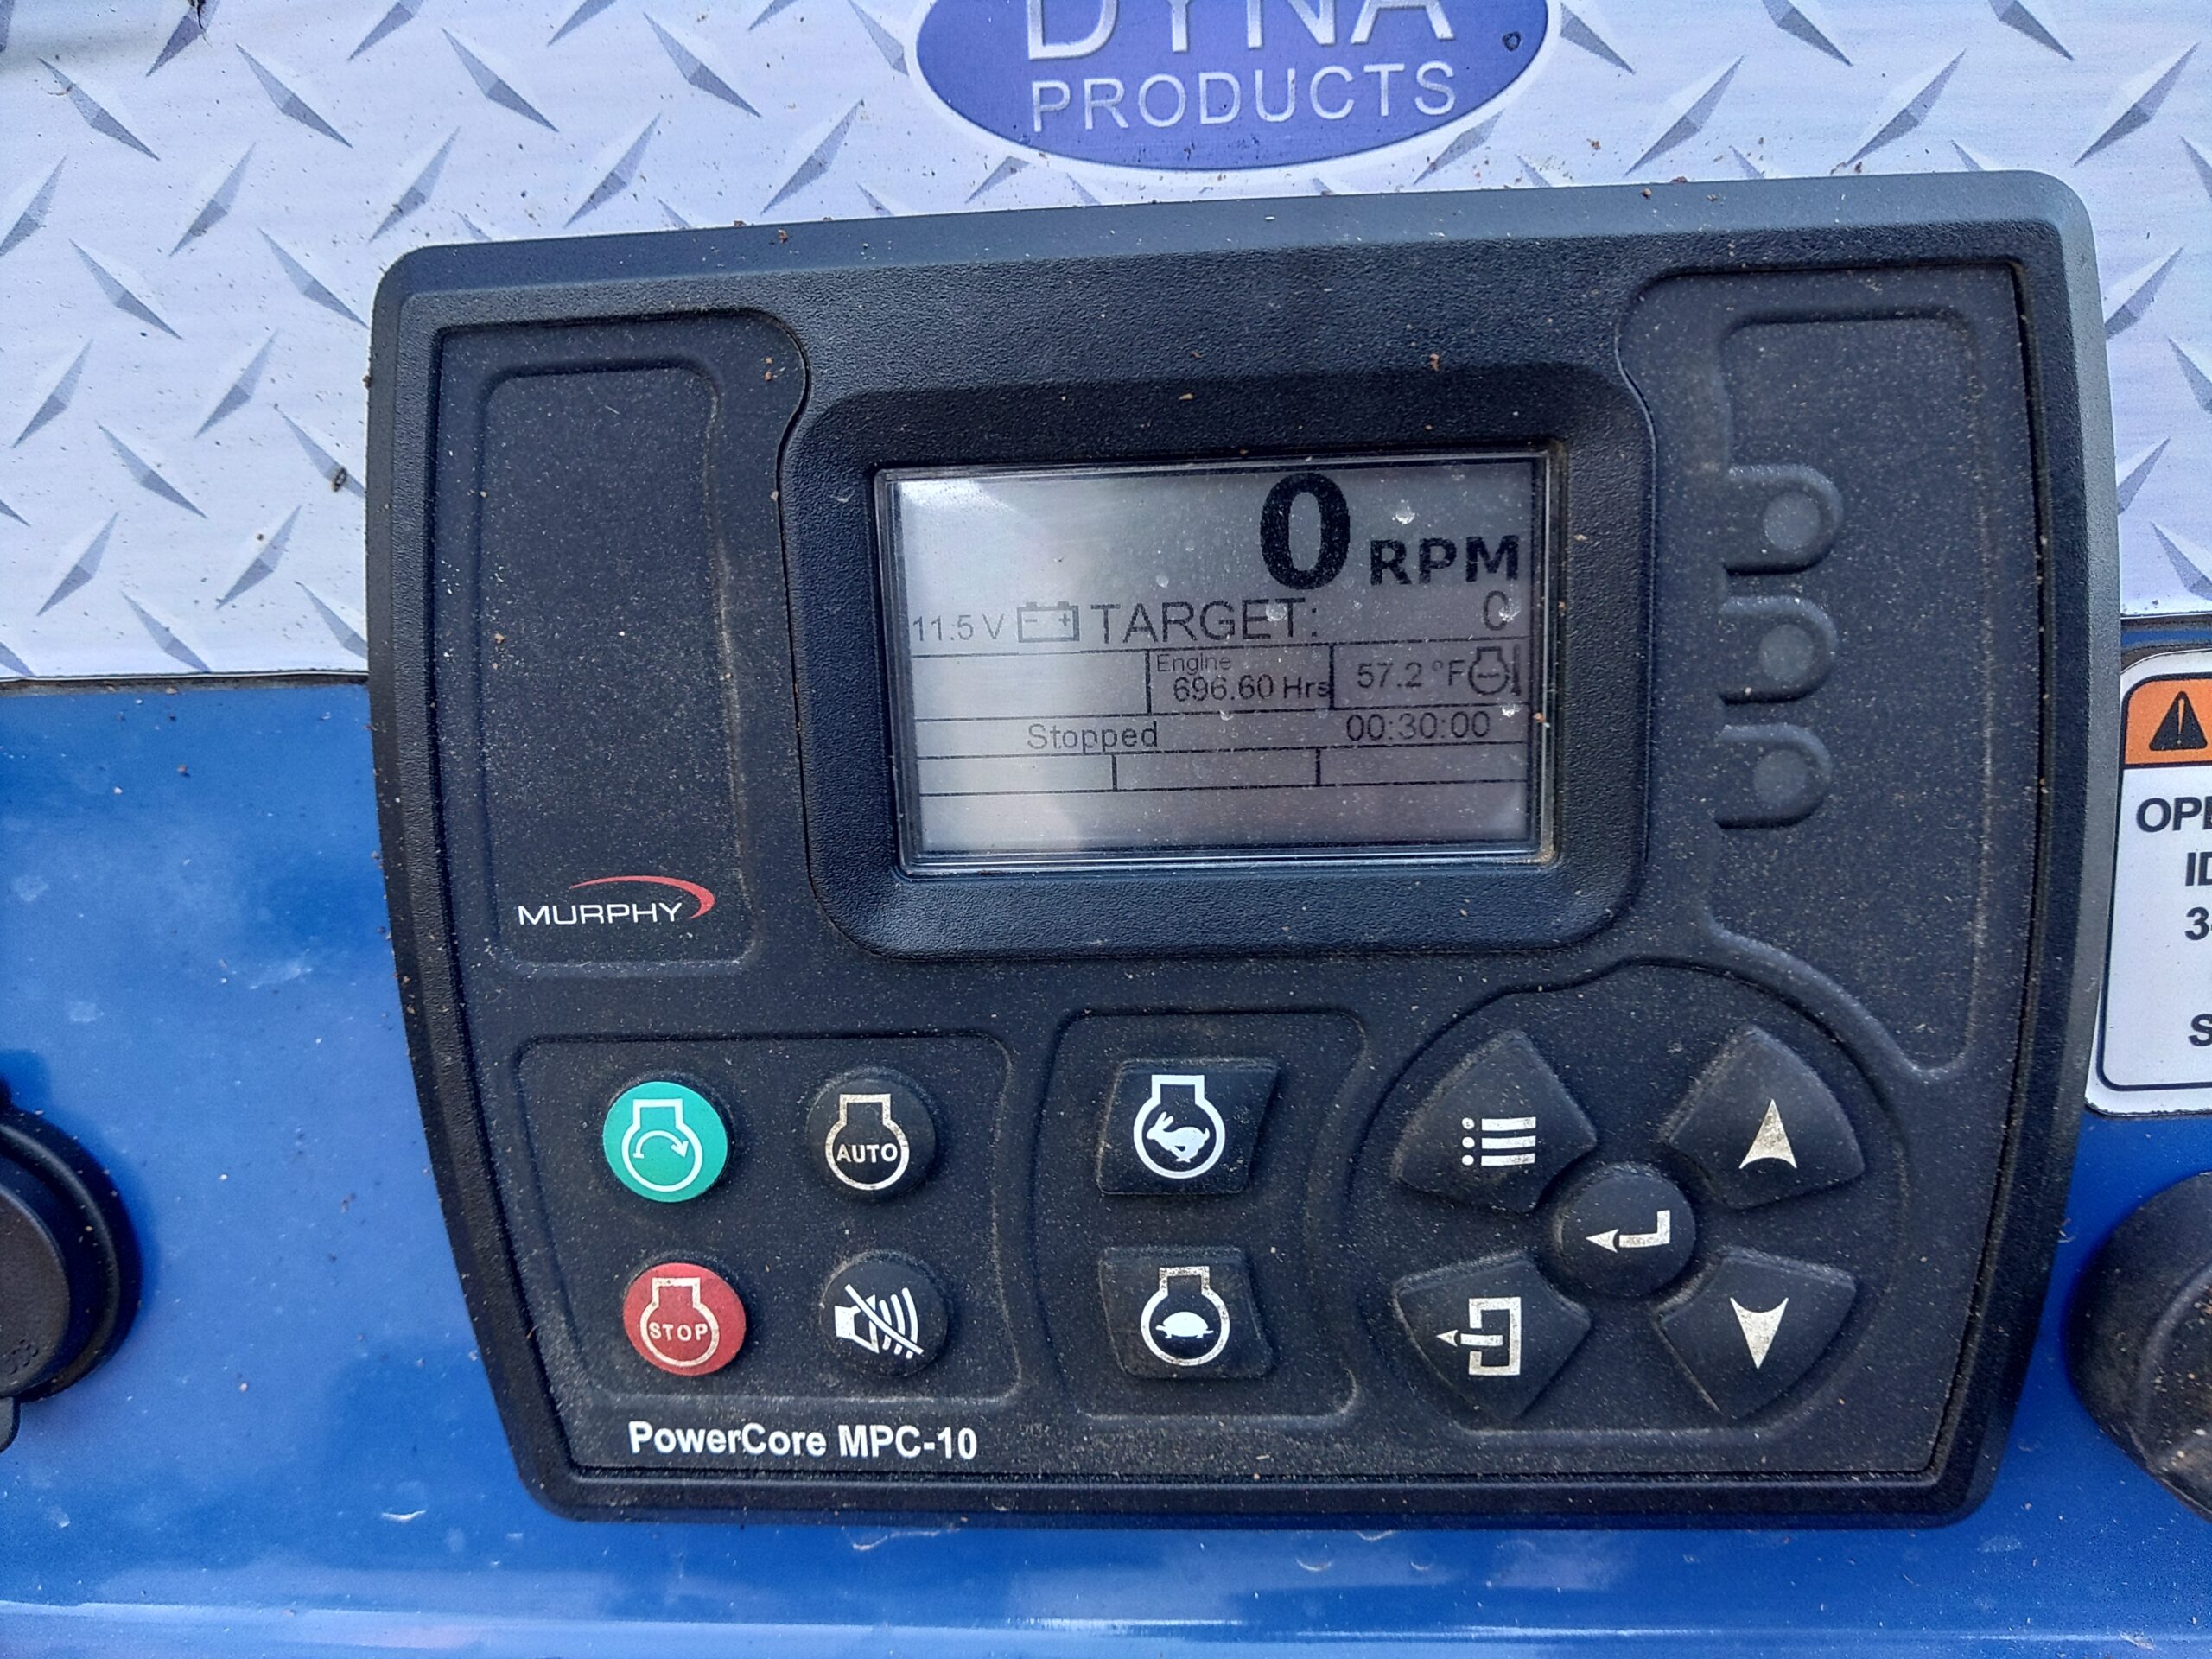 DYNA
PRODUCTS
0 RPM
11.5 V TARGET: 0
Engine
696.60 Hrs
57.2 °F
Stopped 00:30:00
MURPHY
AUTO
STOP
PowerCore MPC-10